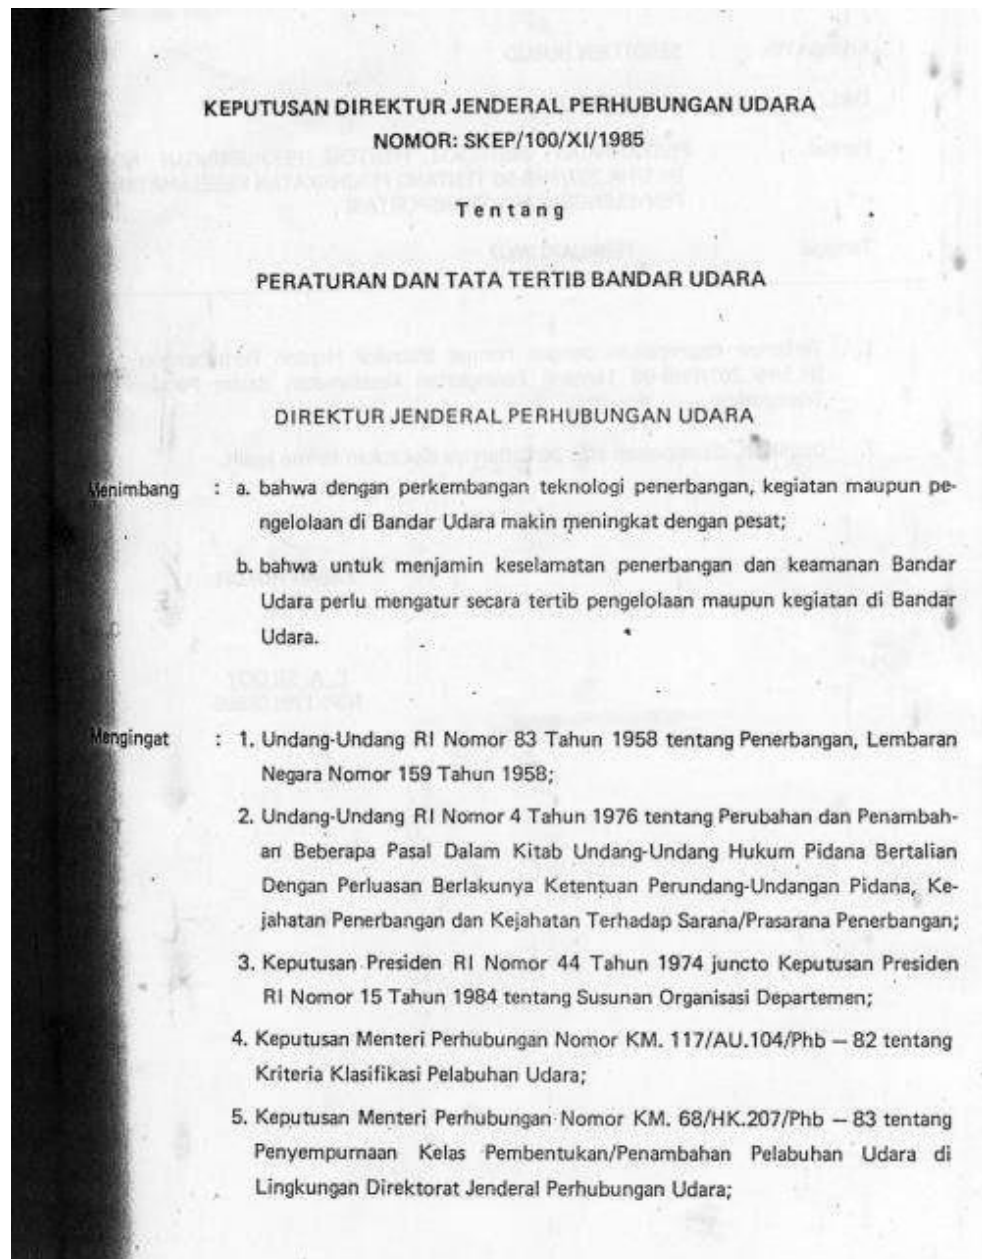 KEPUTUSAN DIREKTUR JENDERAL PERHUBUNGAN UDARA
NOMOR: SKEP/100/XI/1985
Tentang
PERATURAN DAN TATA TERTIB BANDAR UDARA
DIREKTUR JENDERAL PERHUBUNGAN UDARA
Menimbang : a. bahwa dengan perkembangan teknologi penerbangan, kegiatan maupun pe-
ngelolaan di Bandar Udara makin meningkat dengan pesat;
b. bahwa untuk menjamin keselamatan penerbangan dan keamanan Bandar
Udara perlu mengatur secara tertib pengelolaan maupun kegiatan di Bandar
Udara.
Mengingat : 1. Undang-Undang RI Nomor 83 Tahun 1958 tentang Penerbangan, Lembaran
Negara Nomor 159 Tahun 1958;
2. Undang-Undang RI Nomor 4 Tahun 1976 tentang Perubahan dan Penambah-
an Beberapa Pasal Dalam Kitab Undang-Undang Hukum Pidana Bertalian
Dengan Perluasan Berlakunya Ketentuan Perundang-Undangan Pidana, Ke-
jahatan Penerbangan dan Kejahatan Terhadap Sarana/Prasarana Penerbangan;
3. Keputusan Presiden RI Nomor 44 Tahun 1974 juncto Keputusan Presiden
RI Nomor 15 Tahun 1984 tentang Susunan Organisasi Departemen;
4. Keputusan Menteri Perhubungan Nomor KM. 117/AU.104/Phb — 82 tentang
Kriteria Klasifikasi Pelabuhan Udara;
5. Keputusan Menteri Perhubungan Nomor KM. 68/HK.207/Phb — 83 tentang
Penyempurnaan Kelas Pembentukan/Penambahan Pelabuhan Udara di
Lingkungan Direktorat Jenderal Perhubungan Udara;